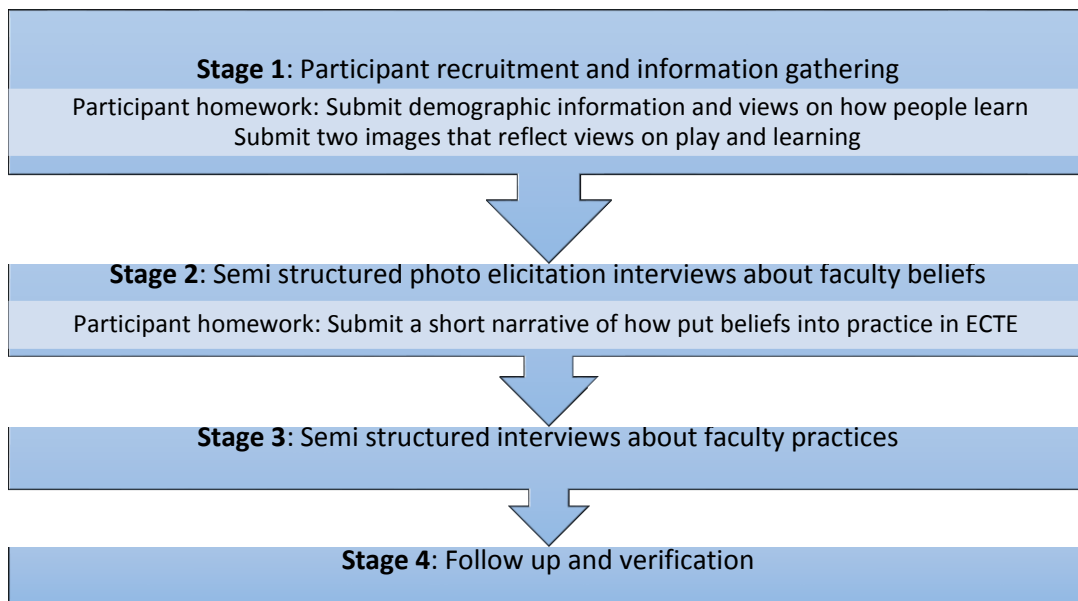 Stage 1: Participant recruitment and information gathering
Participant homework: Submit demographic information and views on how people learn
Submit two images that reflect views on play and learning
Stage 2: Semi structured photo elicitation interviews about faculty beliefs
Participant homework: Submit a short narrative of how put beliefs into practice in ECTE
Stage 3: Semi structured interviews about faculty practices
Stage 4: Follow up and verification